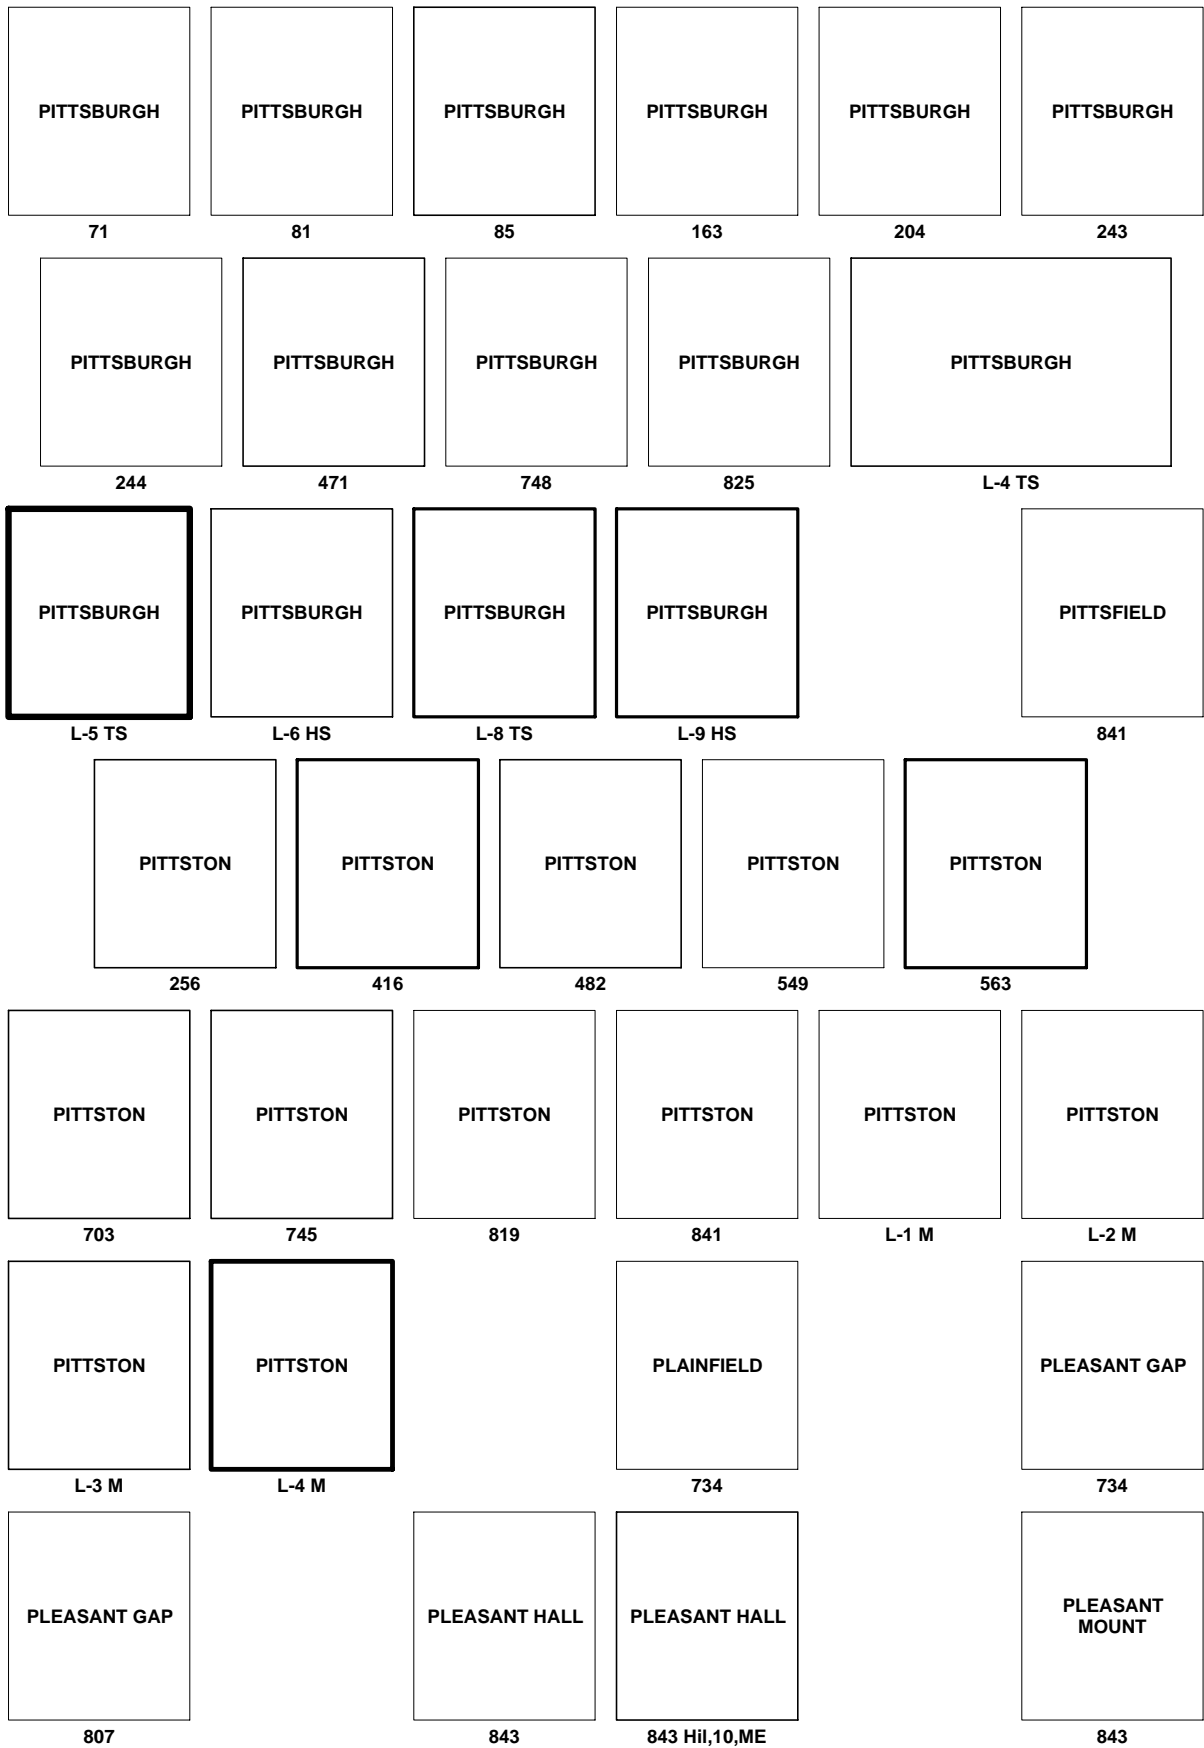 PITTSBURGH PITTSBURGH PITTSBURGH PITTSBURGH PITTSBURGH PITTSBURGH
71 81 85 163 204 243
PITTSBURGH PITTSBURGH PITTSBURGH PITTSBURGH PITTSBURGH
244 471 748 825 L-4 TS
PITTSBURGH PITTSBURGH PITTSBURGH PITTSBURGH PITTSFIELD
L-5 TS L-6 HS L-8 TS L-9 HS 841
PITTSTON PITTSTON PITTSTON PITTSTON PITTSTON
256 416 482 549 563
PITTSTON PITTSTON PITTSTON PITTSTON PITTSTON PITTSTON
703 745 819 841 L-1 M L-2 M
PITTSTON PITTSTON PLAINFIELD PLEASANT GAP
L-3 M L-4 M 734 734
PLEASANT GAP PLEASANT HALL PLEASANT HALL PLEASANT
MOUNT
807 843 843 Hil,10,ME 843